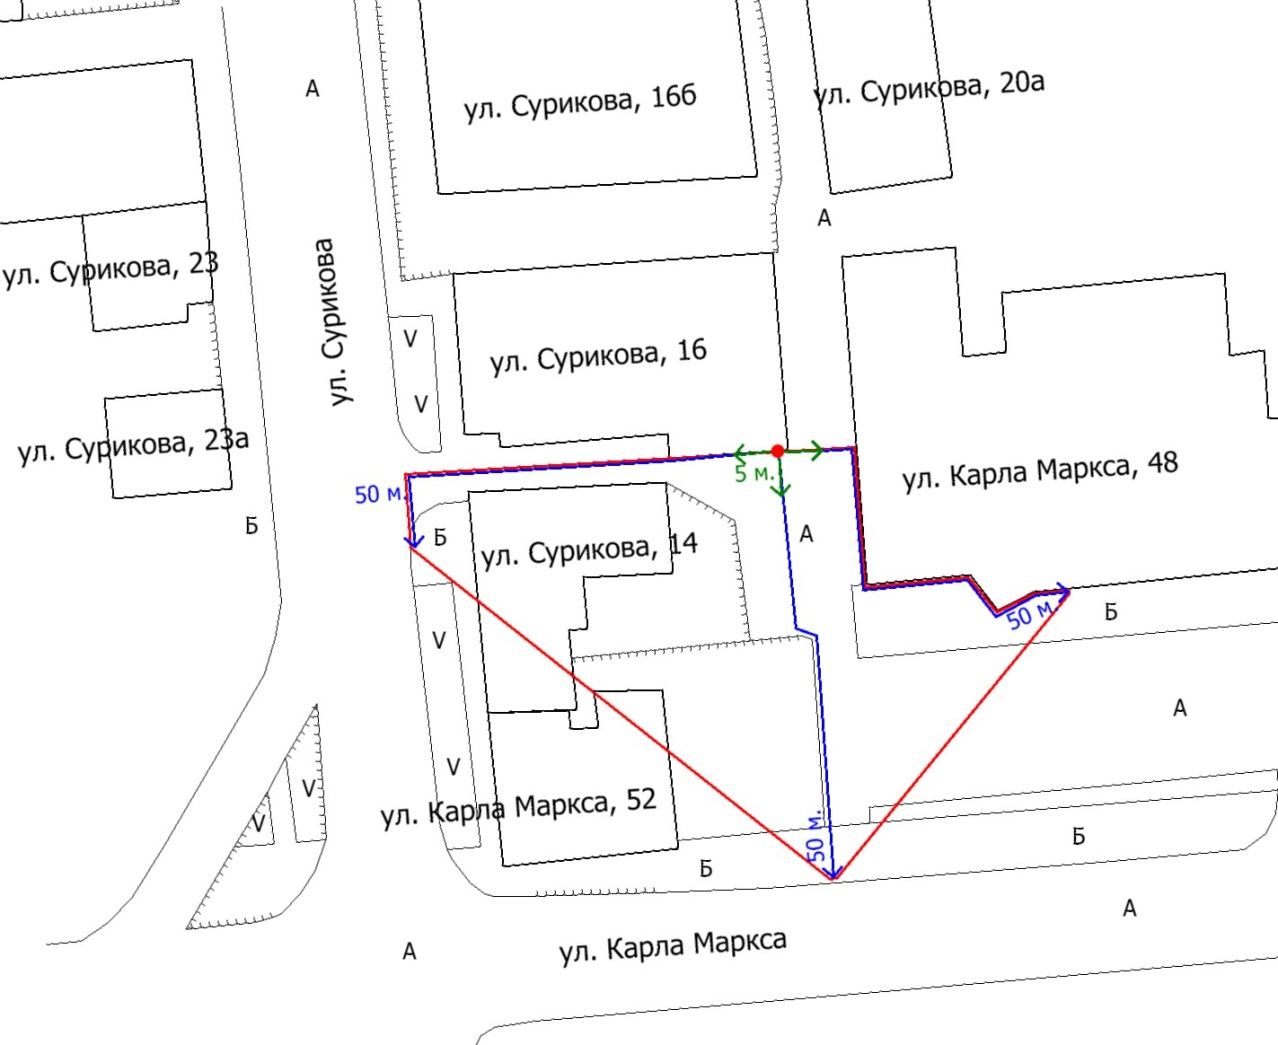 А
ул. Сурикова, 16б
ул. Сурикова, 20а
А
ул. Сурикова, 23
ул. Сурикова
V
ул. Сурикова, 16
V
ул. Сурикова, 23а
5 м.
ул. Карла Маркса, 48
50 м.
Б
Б
ул. Сурикова, 14
А
50 м.
Б
V
А
V
V
ул. Карла Маркса, 52
V
50 м.
Б
Б
А
ул. Карла Маркса
А